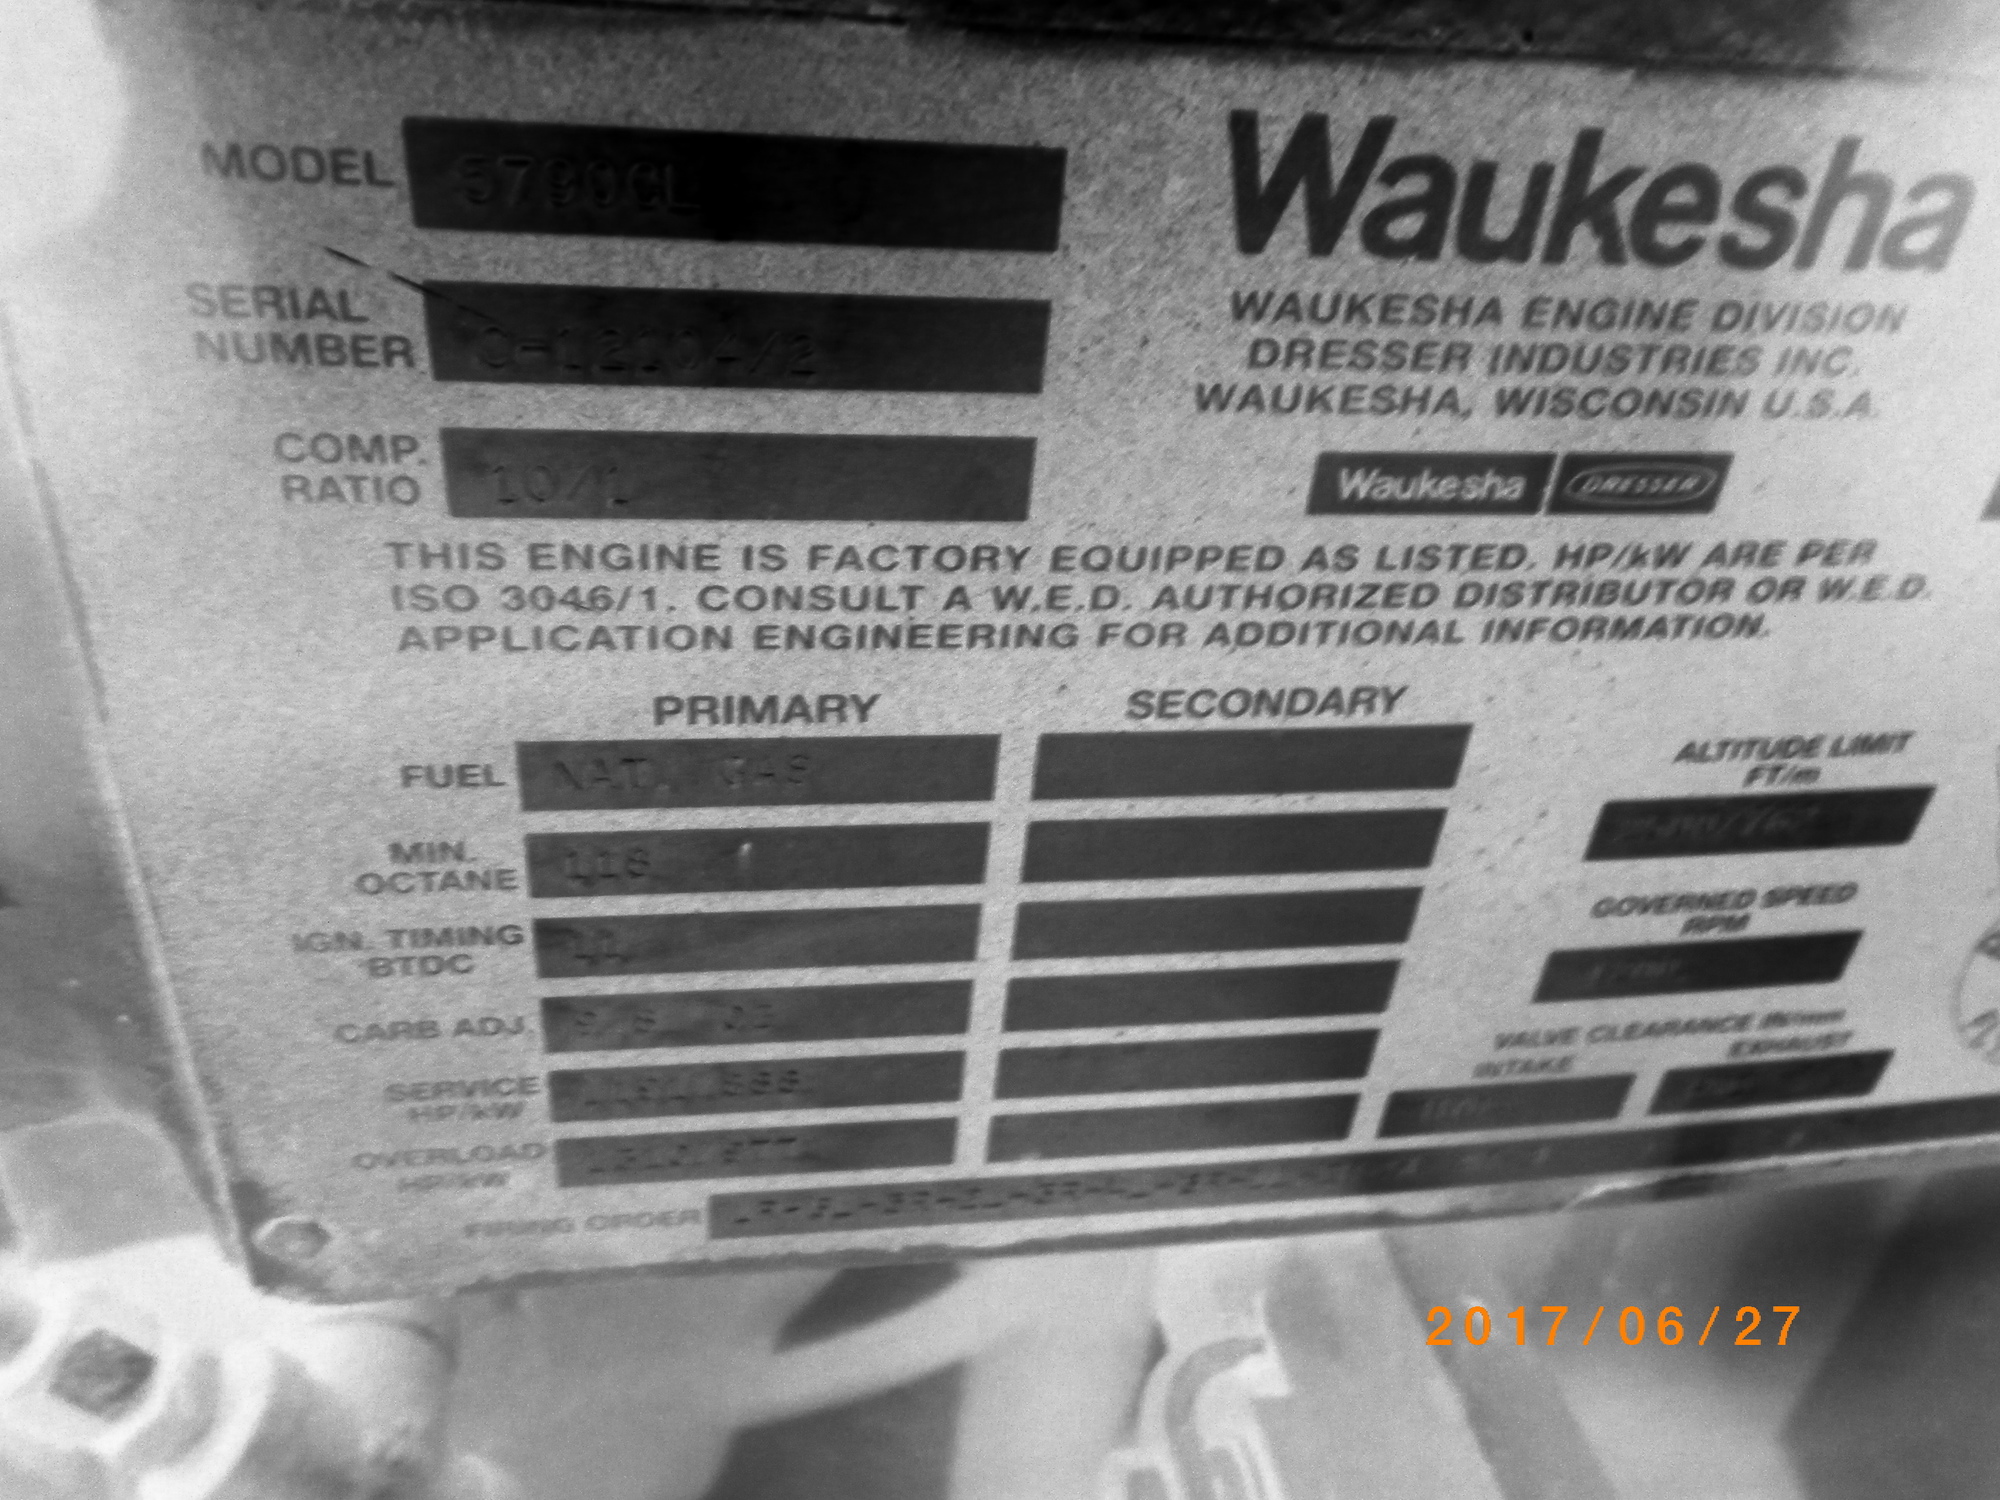 MODEL 5790GL
Waukesha
WAUKESHA ENGINE DIVISION
DRESSER INDUSTRIES INC.
WAUKESHA, WISCONSIN U.S.A.
SERIAL
NUMBER
COMP.
RATIO 10/1
Waukesha DRESSER
THIS ENGINE IS FACTORY EQUIPPED AS LISTED. HP/kW ARE PER
ISO 3046/1. CONSULT A W.E.D. AUTHORIZED DISTRIBUTOR OR W.E.D.
APPLICATION ENGINEERING FOR ADDITIONAL INFORMATION.
PRIMARY SECONDARY
FUEL NAT. GAS
MIN.
OCTANE 118
IGN. TIMING
BTDC
CARB ADJ.
SERVICE
HP/kW
OVERLOAD
HP/kW
FIRING ORDER
ALTITUDE LIMIT
FT/m
GOVERNED SPEED
RPM
VALVE CLEARANCE IN/mm
INTAKE EXHAUST
2017/06/27